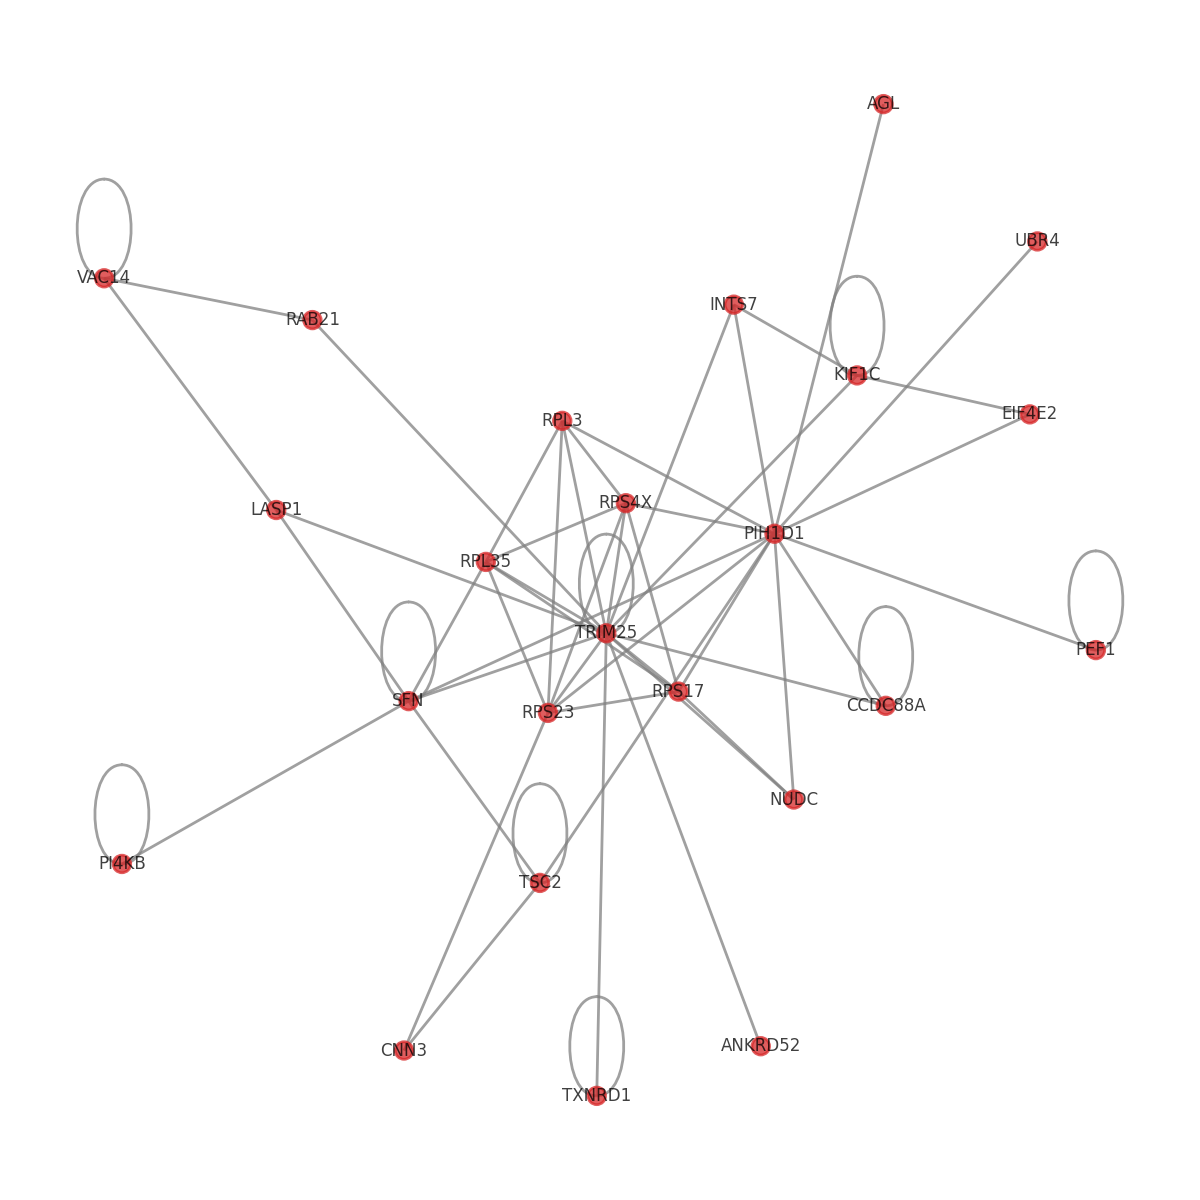 AGL
UBR4
VAC14
INTS7
RAB21
KIF1C
EIF4E2
RPL3
RPS4X
LASP1
PIH1D1
RPL35
TRIM25
PEF1
RPS17
SFN
CCDC88A
RPS23
NUDC
PI4KB
TSC2
ANKRD52
CNN3
TXNRD1